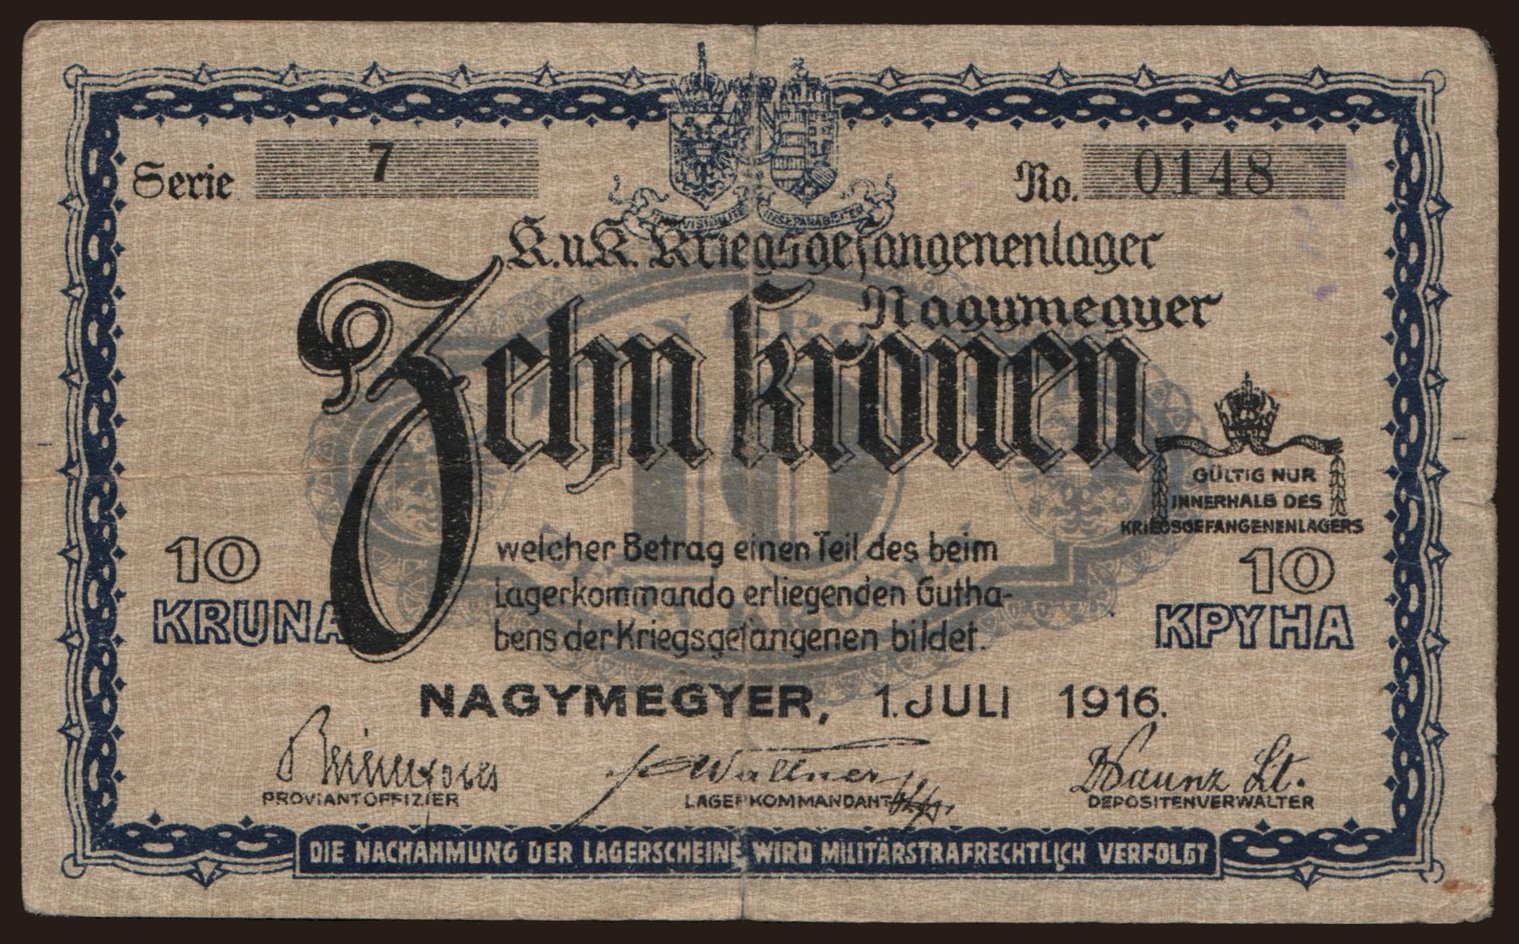 Serie 7 No. 0148
K.u.K. Kriegsgefangenenlager
Nagymegyer
Zehn Kronen
GÜLTIG NUR
INNERHALB DES
KRIEGSGEFANGENENLAGERS
10 KRUNA
10 КРУНА
welcher Betrag einen Teil des beim
Lagerkommando erliegenden Gutha-
bens der Kriegsgefangenen bildet.
NAGYMEGYER, 1. JULI 1916.
PROVIANTOFFIZIER
Wallner
LAGERKOMMANDANT
Lt.
DEPOSITENVERWALTER
DIE NACHAHMUNG DER LAGERSCHEINE WIRD MILITÄRSTRAFRECHTLICH VERFOLGT